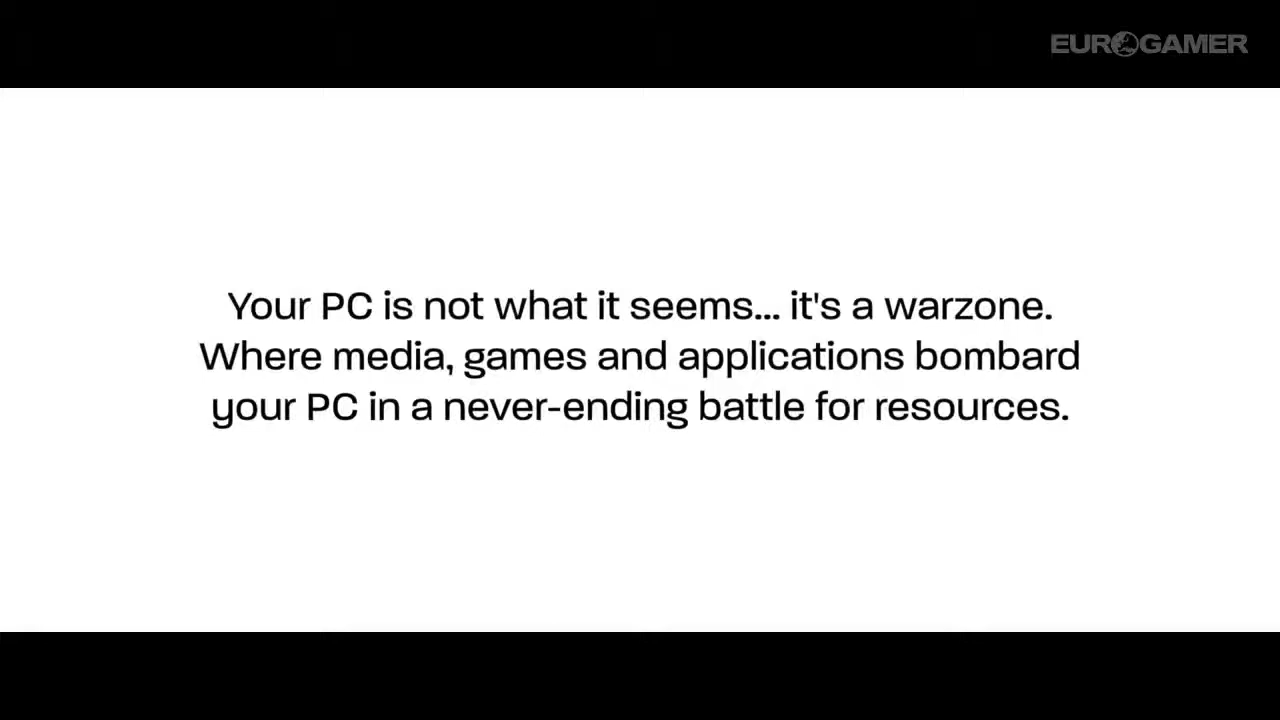 EUROGAMER
Your PC is not what it seems... it's a warzone.
Where media, games and applications bombard
your PC in a never-ending battle for resources.